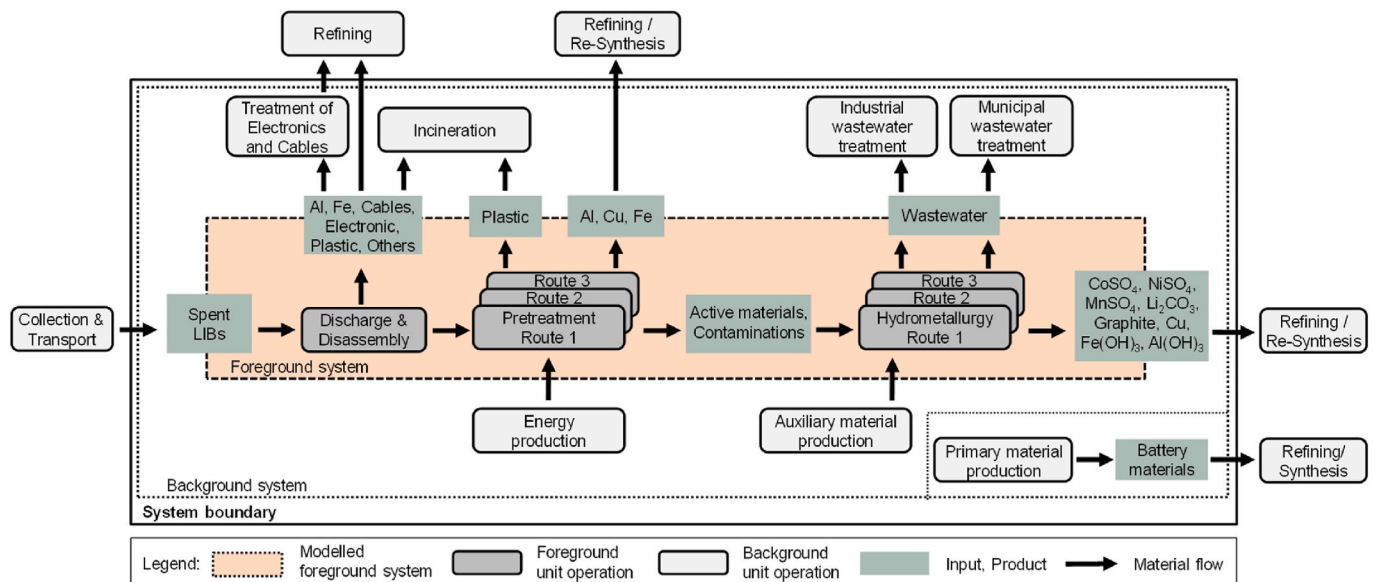 Refining
Refining /
Re-Synthesis
Treatment of
Electronics
and Cables
Incineration
Industrial
wastewater
treatment
Municipal
wastewater
treatment
Al, Fe, Cables,
Electronic,
Plastic, Others
Plastic
Al, Cu, Fe
Wastewater
Collection &
Transport
Spent
LIBs
Discharge &
Disassembly
Route 3
Route 2
Pretreatment
Route 1
Active materials,
Contaminations
Route 3
Route 2
Hydrometallurgy
Route 1
CoSO₄, NiSO₄,
MnSO₄, Li₂CO₃,
Graphite, Cu,
Fe(OH)₃, Al(OH)₃
Refining /
Re-Synthesis
Foreground system
Energy
production
Auxiliary material
production
Primary material
production
Battery
materials
Refining/
Synthesis
Background system
System boundary
Legend:
Modelled
foreground system
Foreground
unit operation
Background
unit operation
Input, Product
Material flow